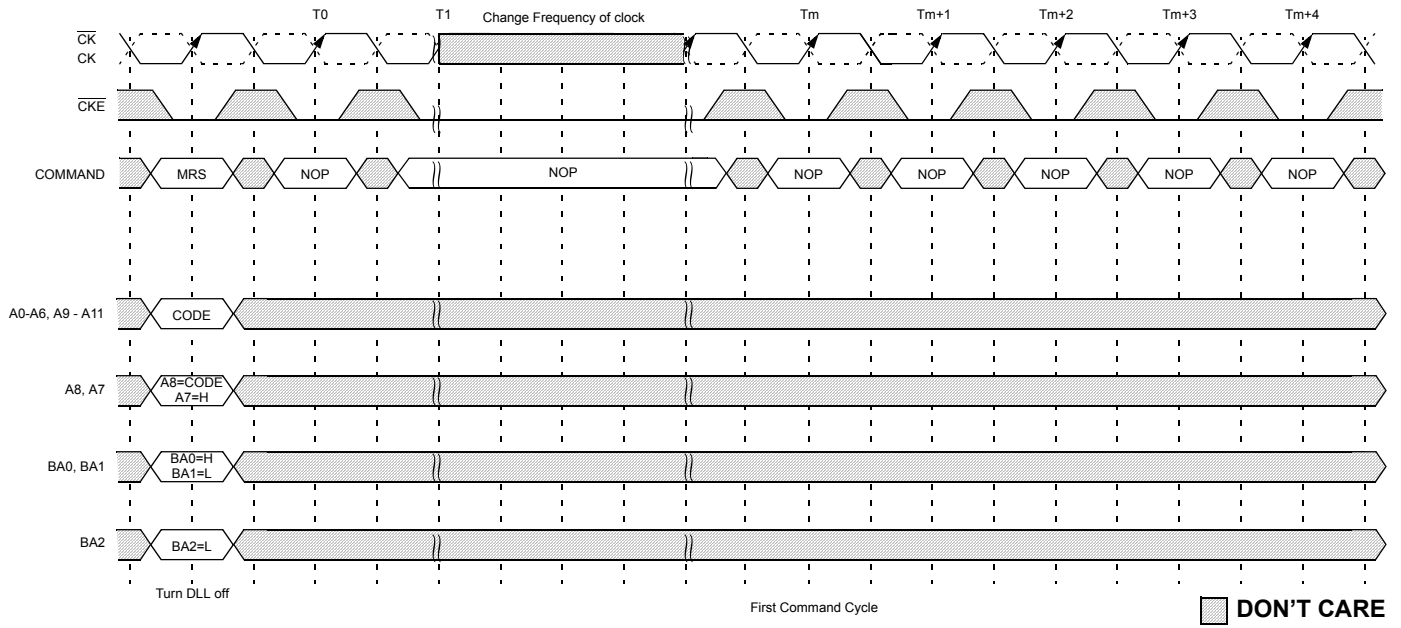 T0 T1 Change Frequency of clock Tm Tm+1 Tm+2 Tm+3 Tm+4
CK
CK
CKE
COMMAND MRS NOP NOP NOP NOP NOP NOP NOP
A0-A6, A9 - A11 CODE
A8, A7 A8=CODE
A7=H
BA0, BA1 BA0=H
BA1=L
BA2 BA2=L
Turn DLL off
First Command Cycle
DON'T CARE